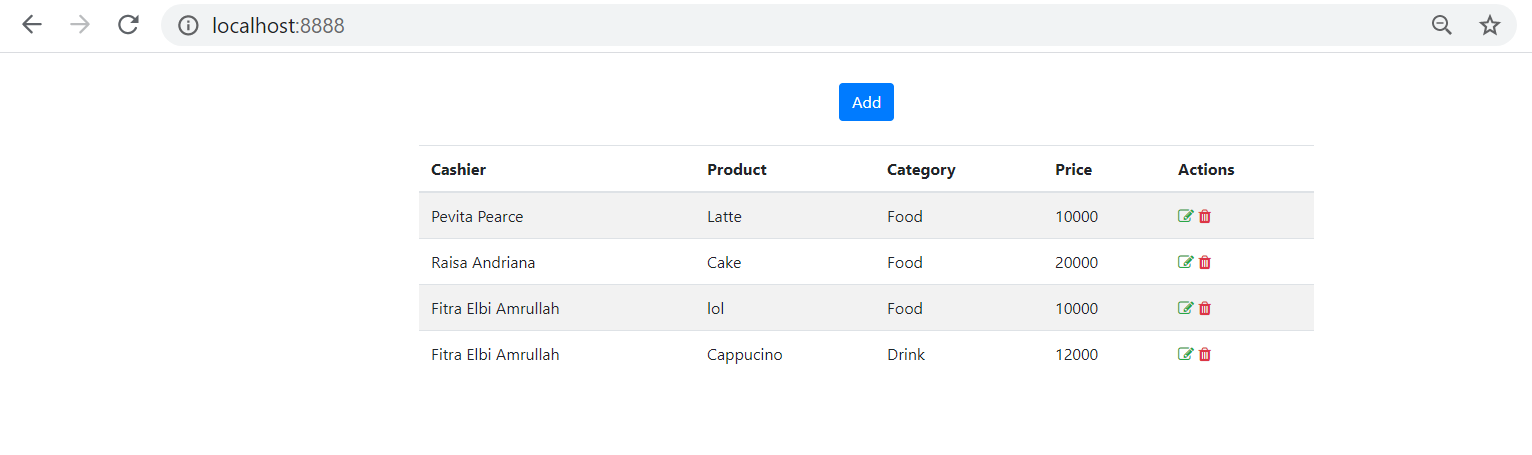 localhost:8888
Add
Cashier Product Category Price Actions
Pevita Pearce Latte Food 10000
Raisa Andriana Cake Food 20000
Fitra Elbi Amrullah lol Food 10000
Fitra Elbi Amrullah Cappucino Drink 12000